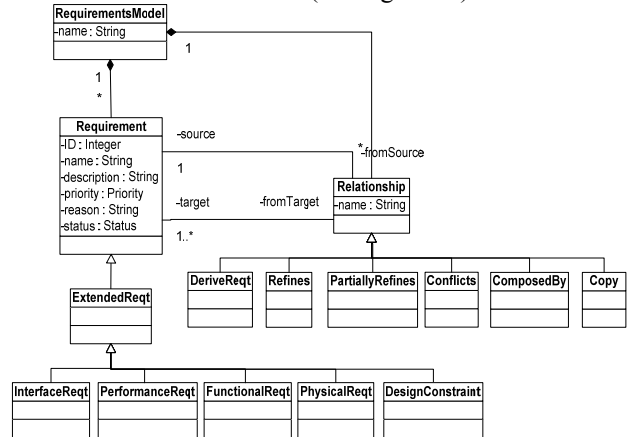 RequirementsModel
-name : String
1
1
*
Requirement
-ID : Integer
-name : String
-description : String
-priority : Priority
-reason : String
-status : Status
-source
1
*
-fromSource
-target
1..*
-fromTarget
Relationship
-name : String
DeriveReqt
Refines
PartiallyRefines
Conflicts
ComposedBy
Copy
ExtendedReqt
InterfaceReqt
PerformanceReqt
FunctionalReqt
PhysicalReqt
DesignConstraint